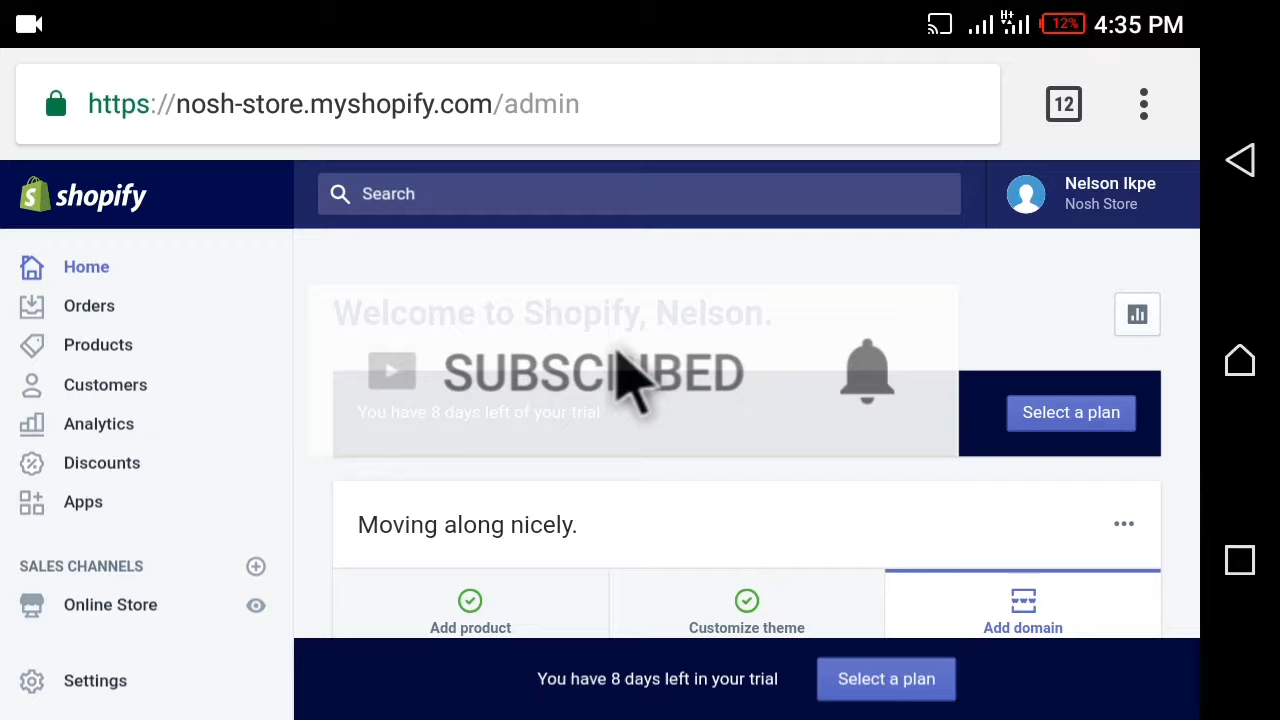 12% 4:35 PM
https://nosh-store.myshopify.com/admin
12
shopify
Search
Nelson Ikpe
Nosh Store
Home
Orders
Products
Customers
Analytics
Discounts
Apps
SALES CHANNELS
Online Store
Settings
Welcome to Shopify, Nelson.
SUBSCRIBED
You have 8 days left of your trial
Select a plan
Moving along nicely.
Add product
Customize theme
Add domain
You have 8 days left in your trial
Select a plan